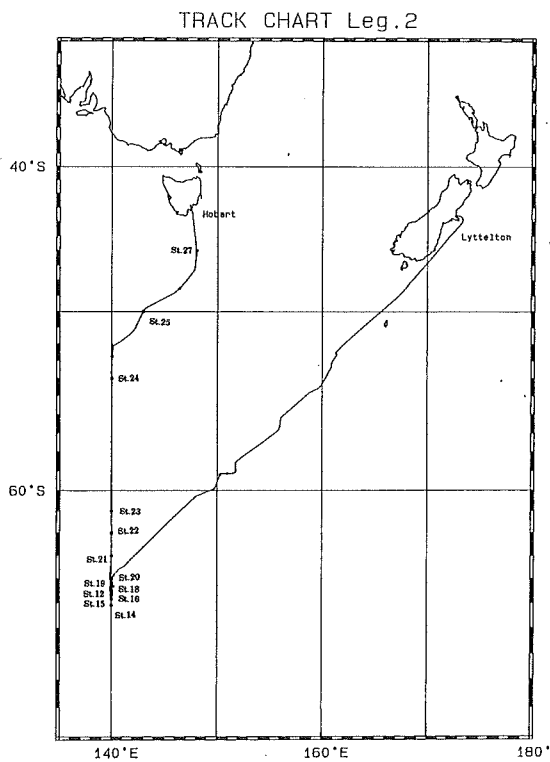 TRACK CHART Leg.2
40°S
Hobart
Lyttelton
St.27
St.25
St.24
60°S
St.23
St.22
St.21
St.20
St.19
St.18
St.12
St.16
St.15
St.14
140°E
160°E
180°